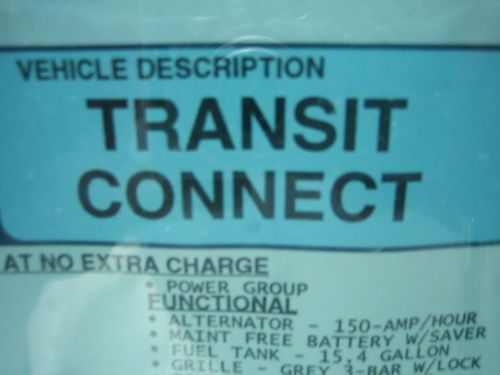 VEHICLE DESCRIPTION
TRANSIT
CONNECT
AT NO EXTRA CHARGE
• POWER GROUP
FUNCTIONAL
• ALTERNATOR - 150-AMP/HOUR
• MAINT FREE BATTERY W/SAVER
• FUEL TANK - 15.4 GALLON
• GRILLE - GREY 3-BAR W/LOCK